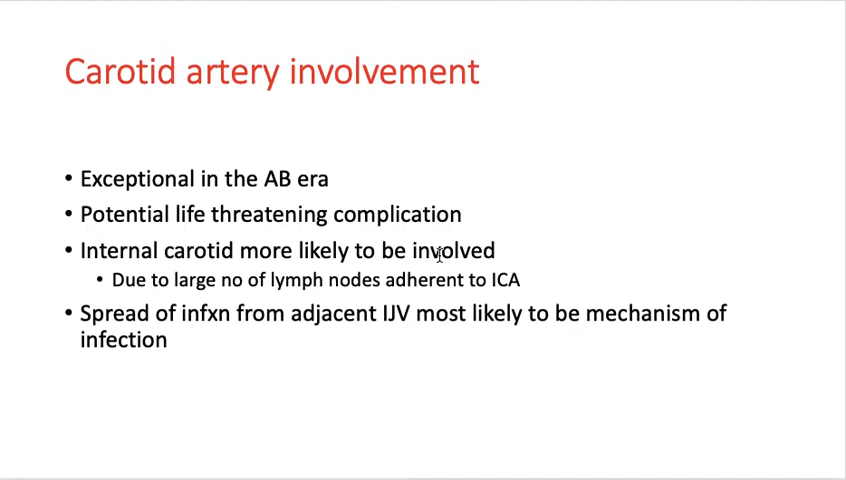 Carotid artery involvement
• Exceptional in the AB era
• Potential life threatening complication
• Internal carotid more likely to be involved
• Due to large no of lymph nodes adherent to ICA
• Spread of infxn from adjacent IJV most likely to be mechanism of
infection